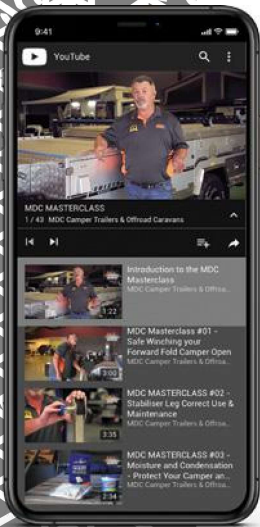 9:41
YouTube
MDC MASTERCLASS
1 / 43 MDC Camper Trailers & Offroad Caravans
Introduction to the MDC
Masterclass
MDC Camper Trailers & Offroa...
1:22
MDC Masterclass #01 -
Safe Winching your
Forward Fold Camper Open
MDC Camper Trailers & Offroa...
3:00
MDC MASTERCLASS #02 -
Stabiliser Leg Correct Use &
Maintenance
MDC Camper Trailers & Offroa...
3:35
MDC MASTERCLASS #03 -
Moisture and Condensation
- Protect Your Camper an...
MDC Camper Trailers & Offroa...
2:34